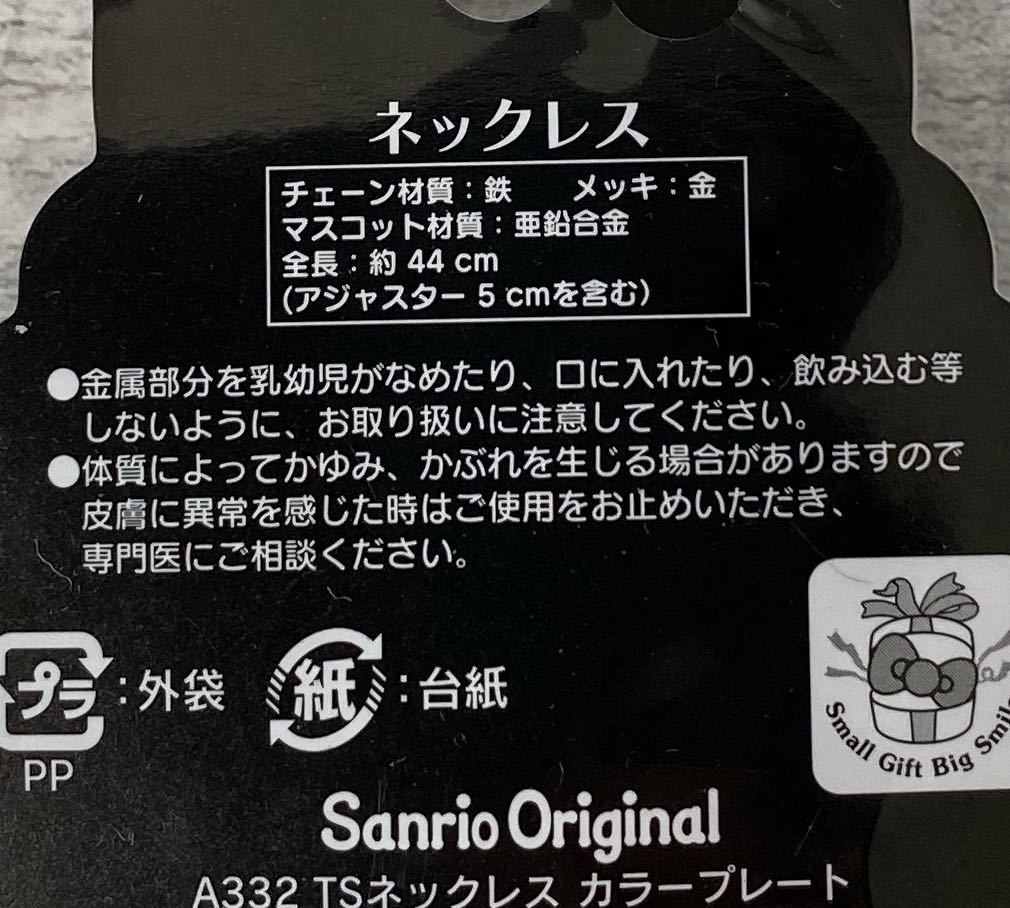 ネックレス
チェーン材質：鉄　　メッキ：金
マスコット材質：亜鉛合金
全長：約 44 cm
(アジャスター 5 cmを含む)
●金属部分を乳幼児がなめたり、口に入れたり、飲み込む等
しないように、お取り扱いに注意してください。
●体質によってかゆみ、かぶれを生じる場合がありますので
皮膚に異常を感じた時はご使用をお止めいただき、
専門医にご相談ください。
プラ：外袋　紙：台紙
PP
Small Gift Big Smile
Sanrio Original
A332 TSネックレス カラープレート